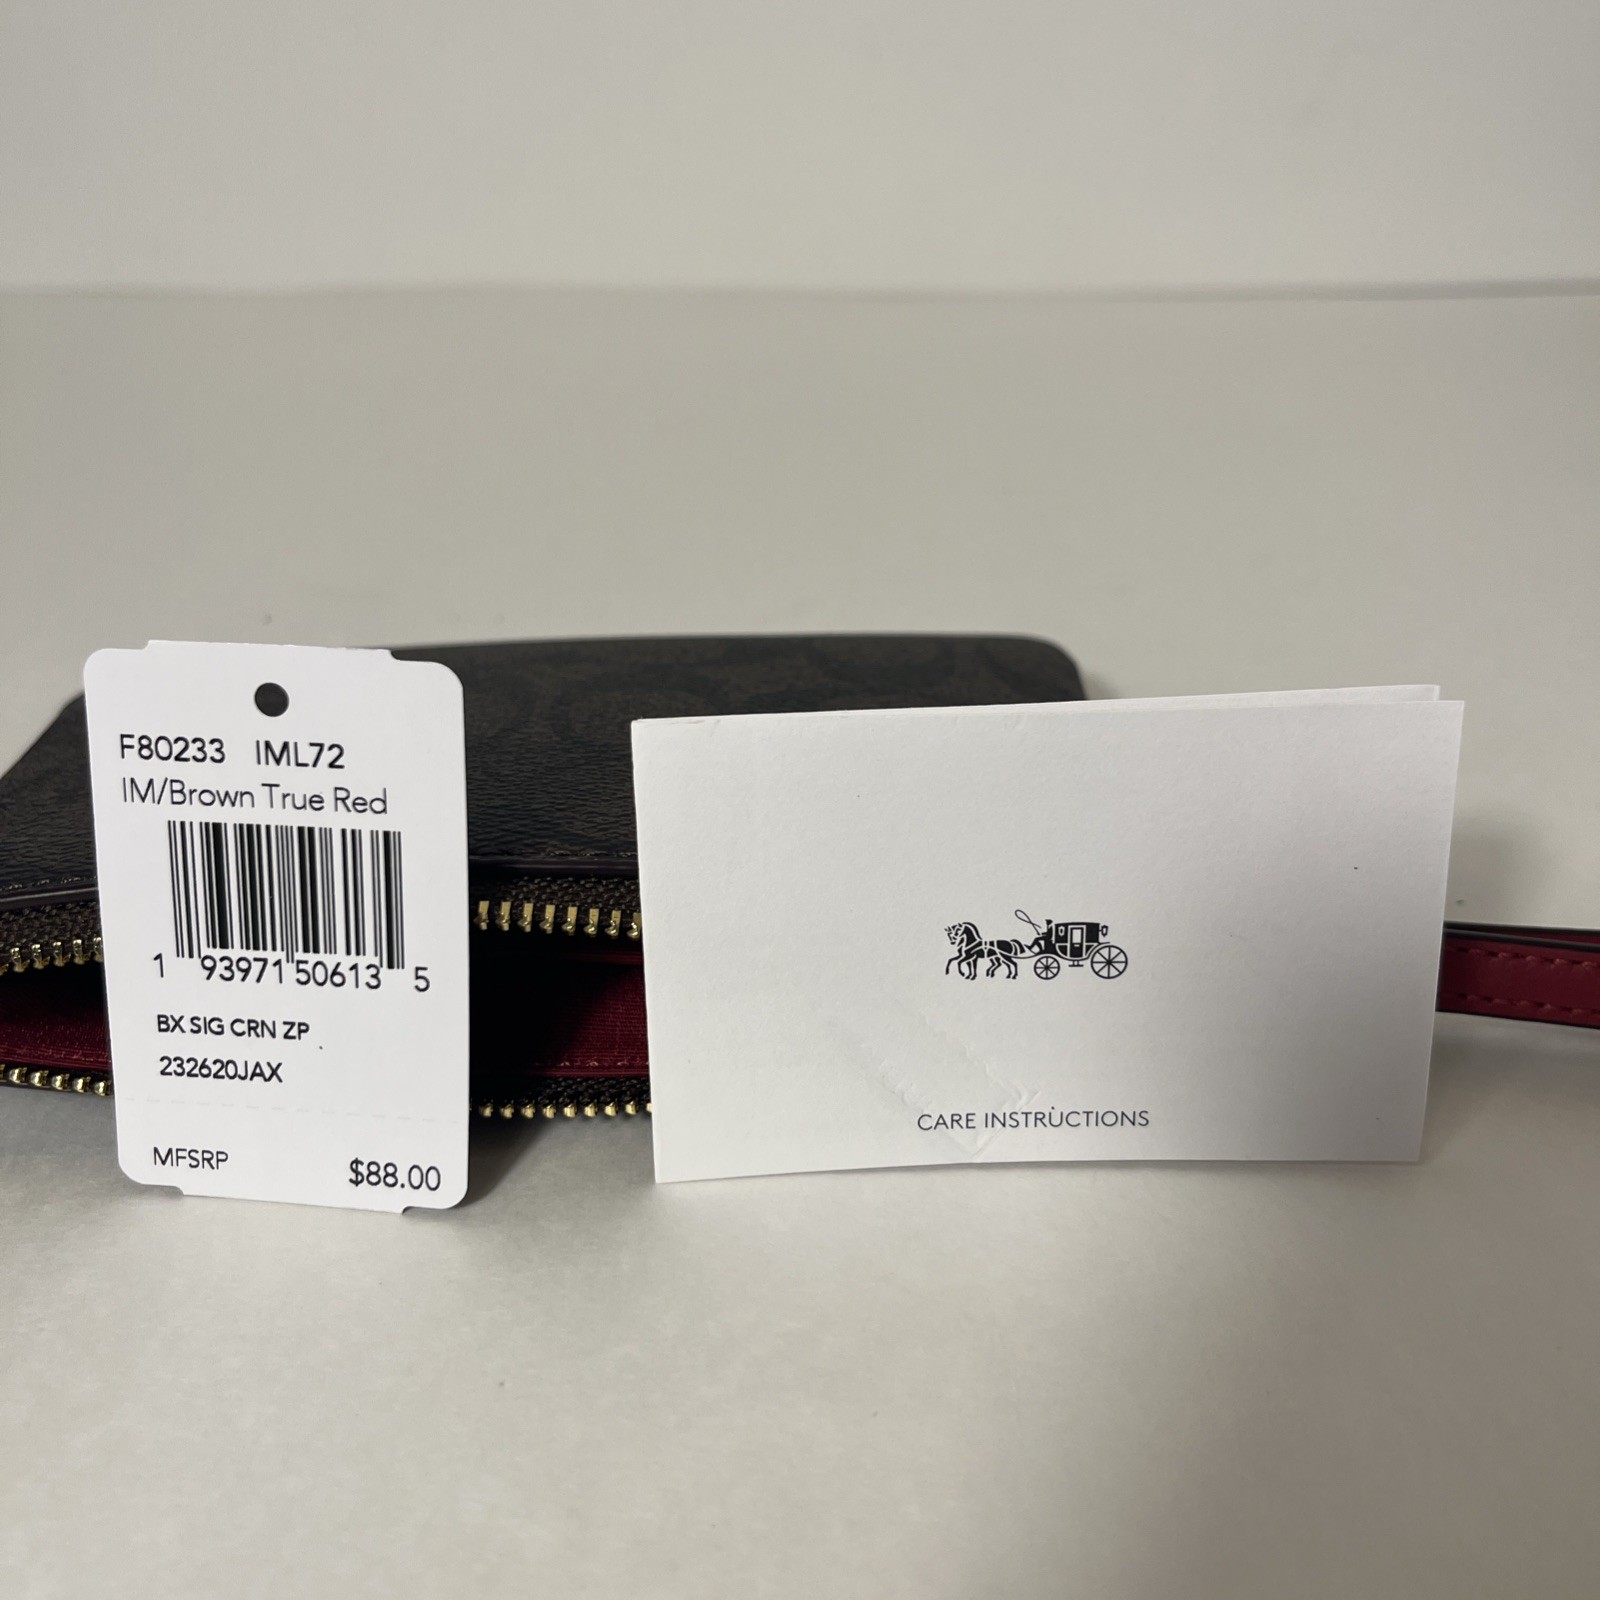 F80233 IML72
IM/Brown True Red
1 93971 50613 5
BX SIG CRN ZP
232620JAX
MFSRP $88.00
CARE INSTRUCTIONS